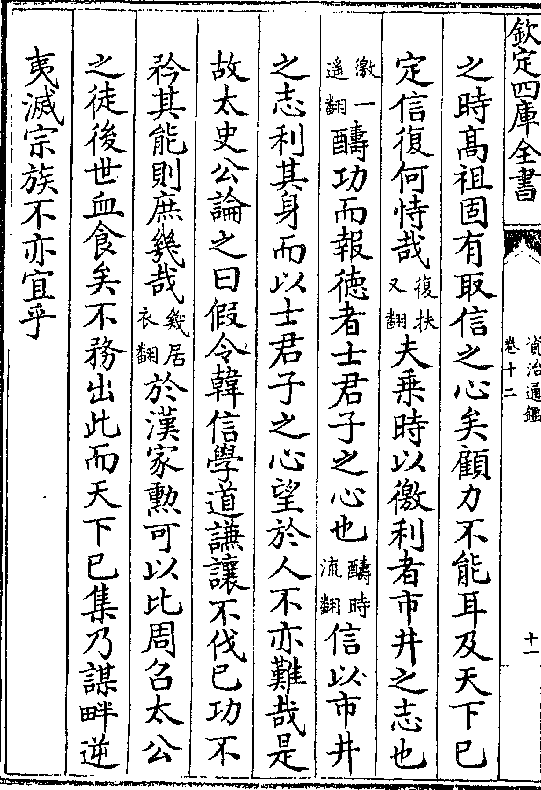 欽定四庫全書
資治通鑑
卷十二
十一
之時髙祖固有取信之心矣顧力不能耳及天下已
定信復何恃哉復扶又翻夫乗時以徼利者市井之志也
徼一遥翻醻功而報徳者士君子之心也醻時流翻信以市井
之志利其身而以士君子之心望於人不亦難哉是
故太史公論之曰假令韓信學道謙讓不伐已功不
矜其能則庶幾哉幾居衣翻於漢家勲可以比周召太公
之徒後世血食矣不務出此而天下已集乃謀畔逆
夷滅宗族不亦宜乎